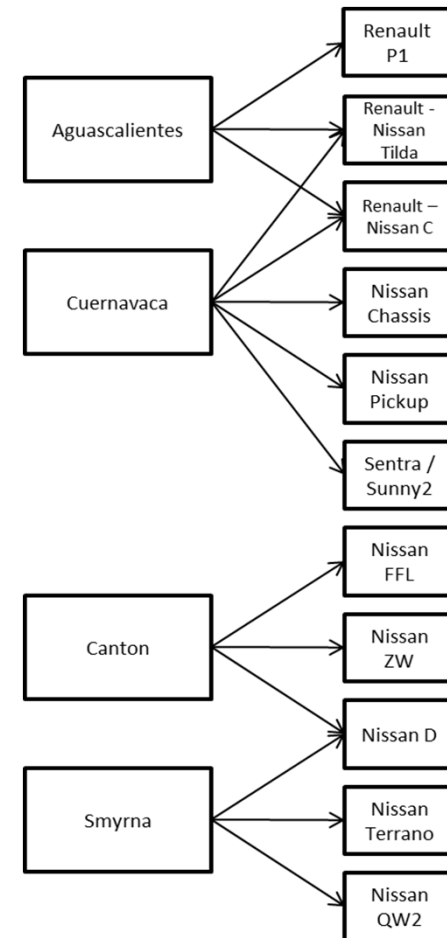 Aguascalientes
Cuernavaca
Canton
Smyrna
Renault
P1
Renault -
Nissan
Tilda
Renault –
Nissan C
Nissan
Chassis
Nissan
Pickup
Sentra /
Sunny2
Nissan
FFL
Nissan
ZW
Nissan D
Nissan
Terrano
Nissan
QW2